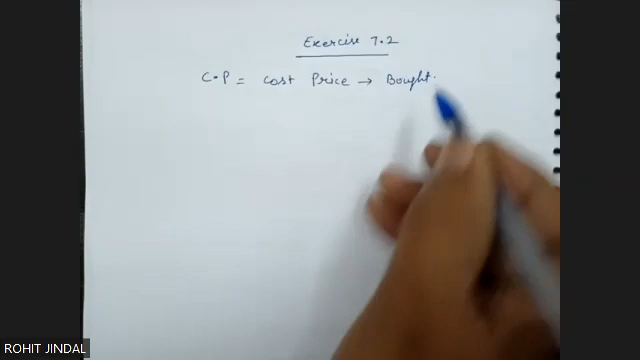 Exercise 7.2
C.P = Cost Price → Bought.
ROHIT JINDAL